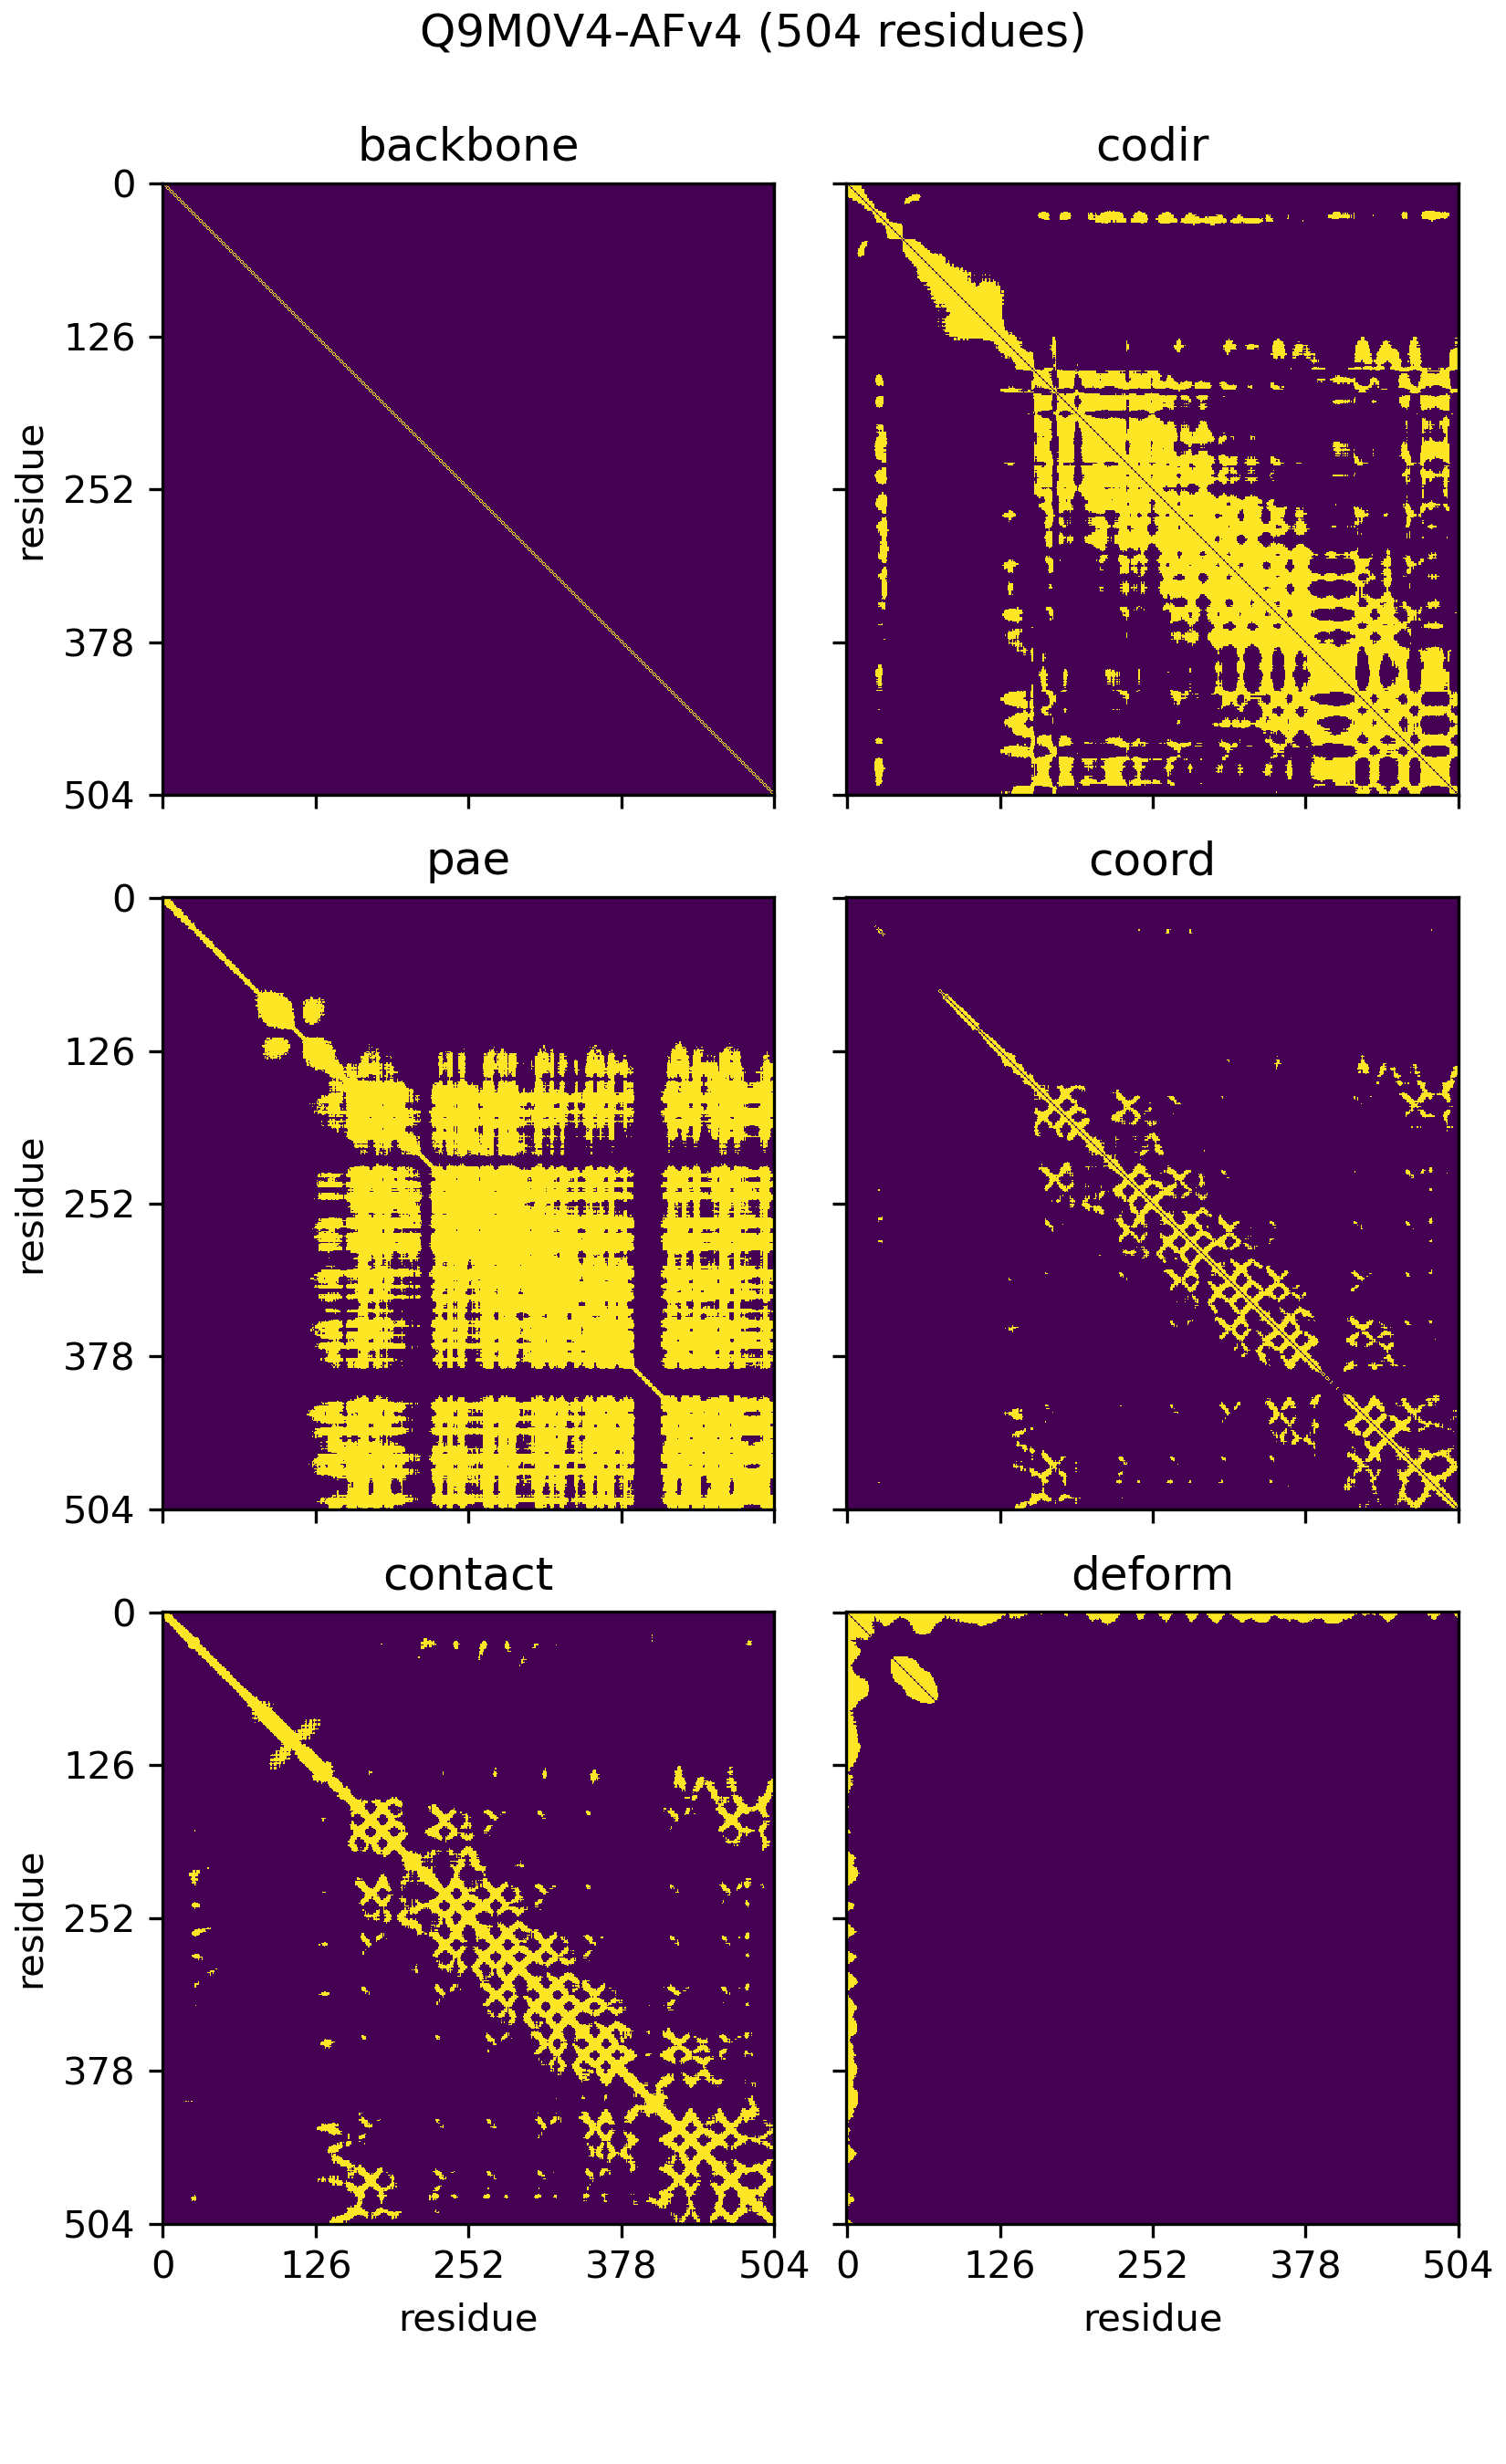 Q9M0V4-AFv4 (504 residues)
backbone
codir
0
126
252
378
504
residue
0
126
252
378
504
residue
pae
coord
0
126
252
378
504
residue
contact
deform
0 126 252 378 504
0 126 252 378 504
residue
residue